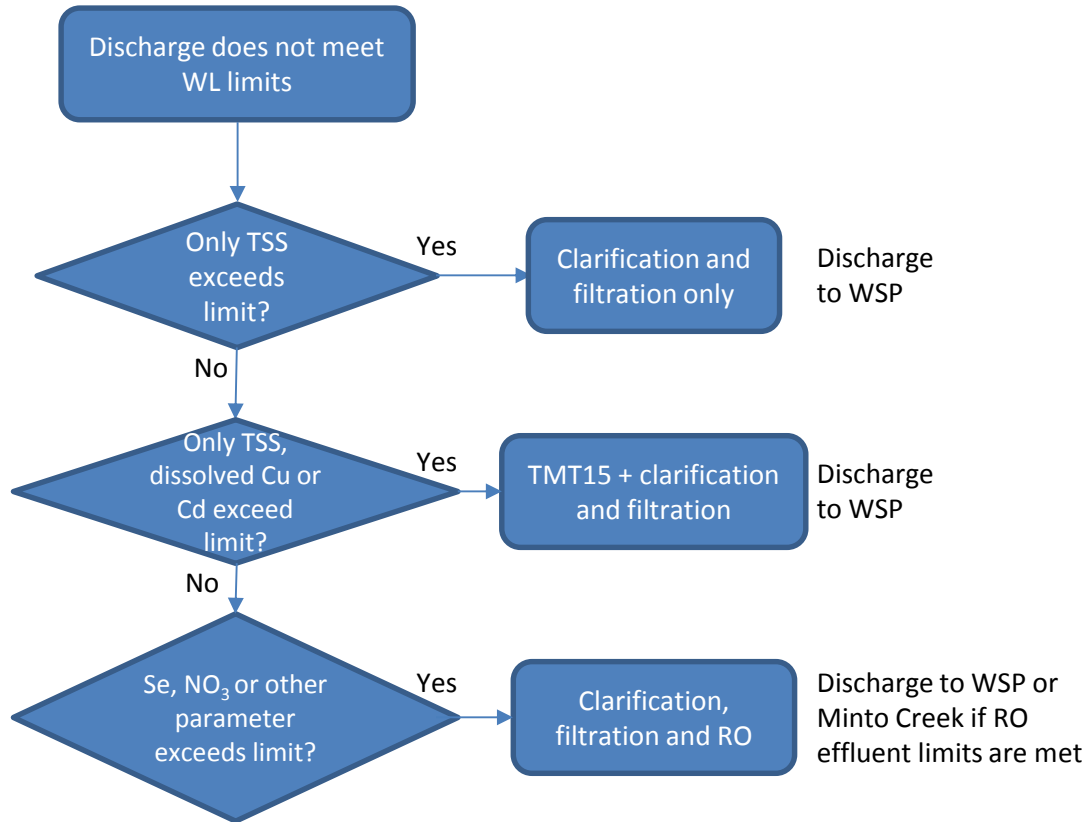 Discharge does not meet
WL limits
Only TSS
exceeds
limit?
Yes
Clarification and
filtration only
Discharge
to WSP
No
Only TSS,
dissolved Cu or
Cd exceed
limit?
Yes
TMT15 + clarification
and filtration
Discharge
to WSP
No
Se, NO₃ or other
parameter
exceeds limit?
Yes
Clarification,
filtration and RO
Discharge to WSP or
Minto Creek if RO
effluent limits are met